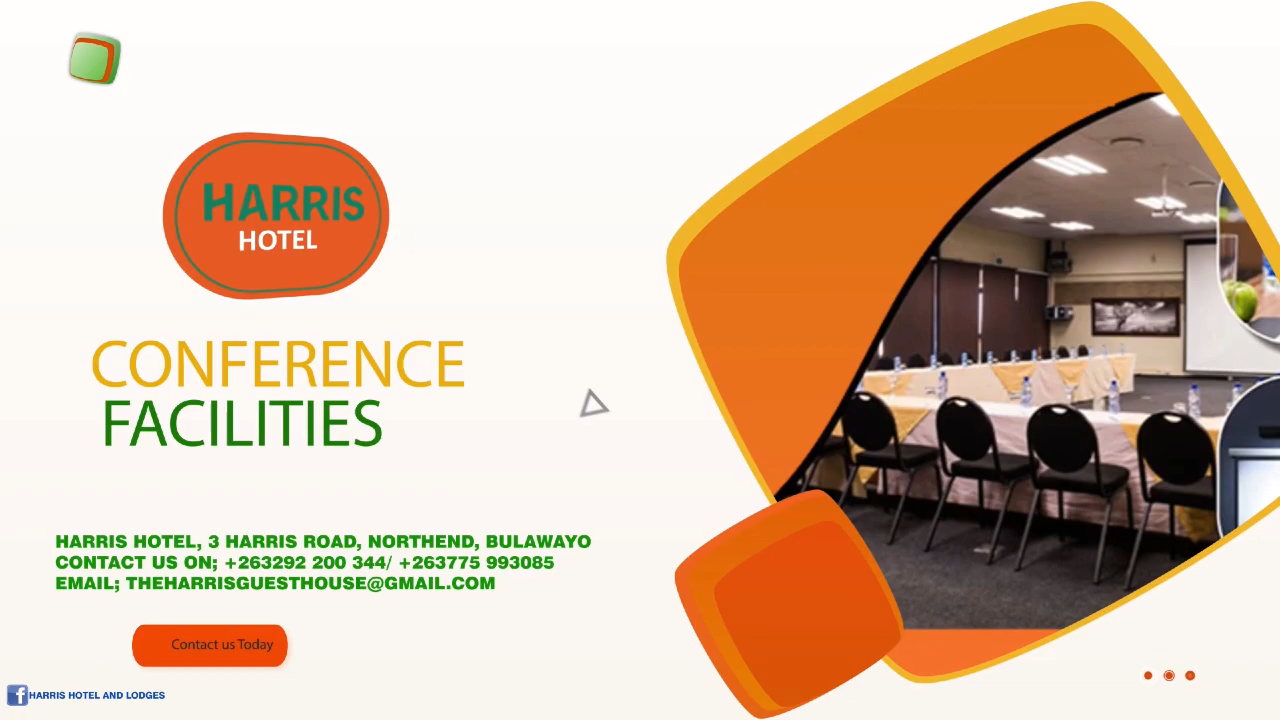 HARRIS
HOTEL
CONFERENCE
FACILITIES
HARRIS HOTEL, 3 HARRIS ROAD, NORTHEND, BULAWAYO
CONTACT US ON; +263292 200 344/ +263775 993085
EMAIL; THEHARRISGUESTHOUSE@GMAIL.COM
Contact us Today
f HARRIS HOTEL AND LODGES